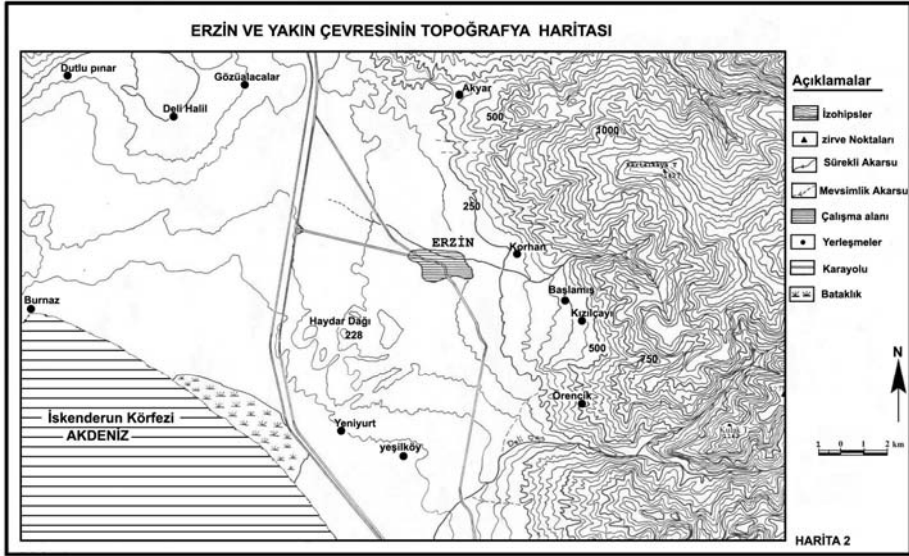 ERZİN VE YAKIN ÇEVRESİNİN TOPOĞRAFYA HARİTASI
Dutlu pınar
Gözüalacalar
Deli Halil
Akyar
500
1000
250
ERZİN
Korhan
Burnaz
Başlamış
Kızılçayı
Haydar Dağı
228
500
750
Örençik
İskenderun Körfezi
AKDENİZ
Yeniyurt
yeşilköy
Açıklamalar
İzohipsler
zirve Noktaları
Sürekli Akarsu
Mevsimlik Akarsu
Çalışma alanı
Yerleşmeler
Karayolu
Bataklık
N
1 0 1 2 km
HARİTA 2